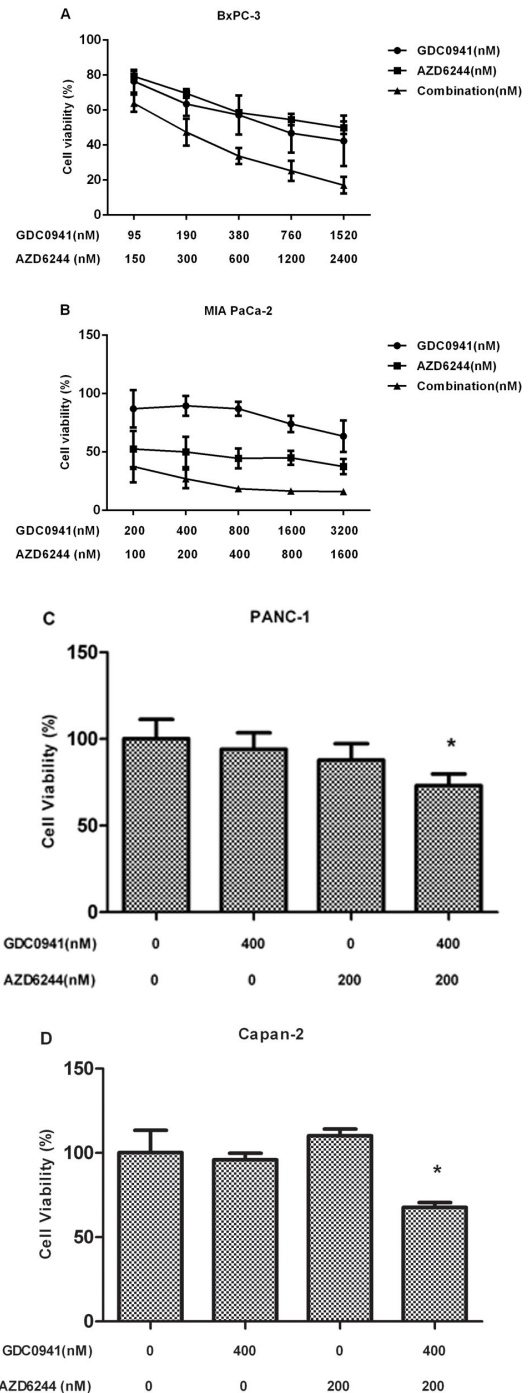 A
BxPC-3
Cell viability (%)
100
80
60
40
20
0
GDC0941(nM)
AZD6244(nM)
Combination(nM)
GDC0941(nM) 95 190 380 760 1520
AZD6244 (nM) 150 300 600 1200 2400
B
MIA PaCa-2
Cell viability (%)
150
100
50
0
GDC0941(nM)
AZD6244(nM)
Combination(nM)
GDC0941(nM) 200 400 800 1600 3200
AZD6244 (nM) 100 200 400 800 1600
C
PANC-1
Cell Viability (%)
150
100
50
0
*
GDC0941(nM) 0 400 0 400
AZD6244(nM) 0 0 200 200
D
Capan-2
Cell Viability (%)
150
100
50
0
*
GDC0941(nM) 0 400 0 400
AZD6244 (nM) 0 0 200 200